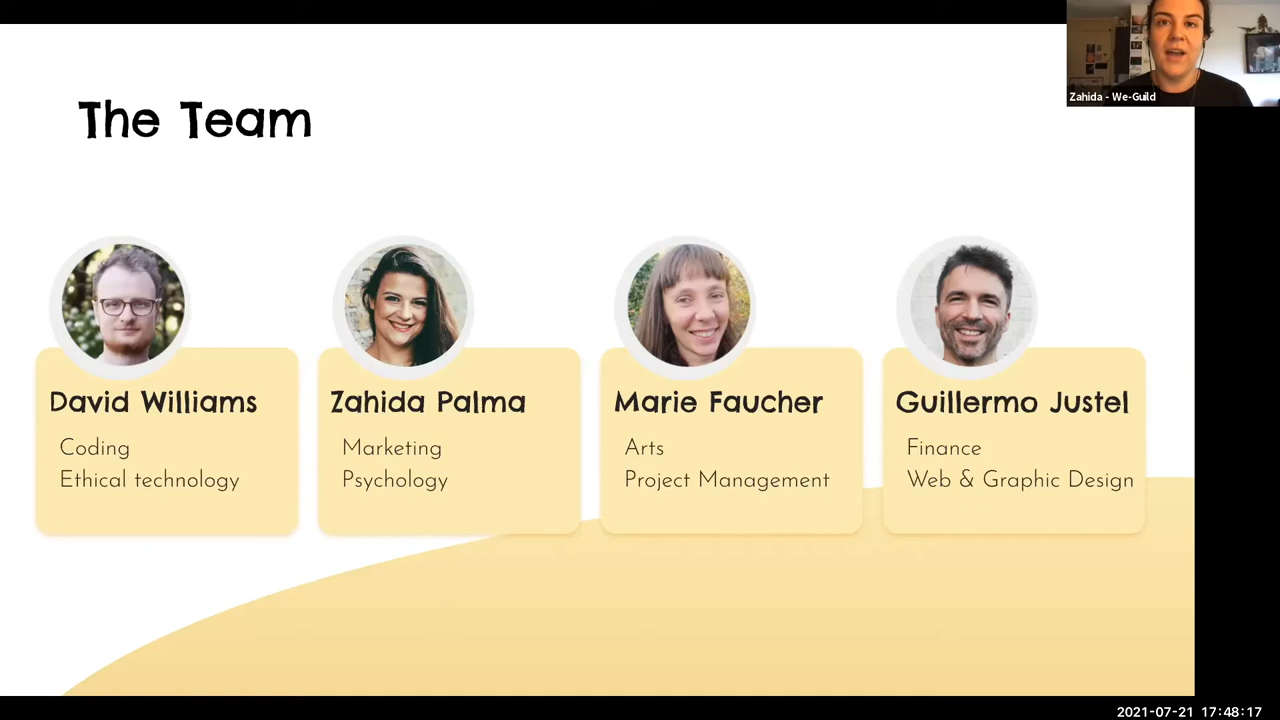 The Team
Zahida - We-Guild
David Williams
Coding
Ethical technology
Zahida Palma
Marketing
Psychology
Marie Faucher
Arts
Project Management
Guillermo Justel
Finance
Web & Graphic Design
2021-07-21 17:48:17